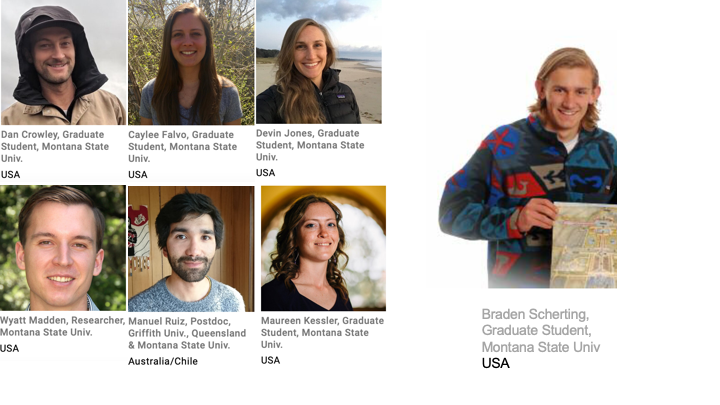 Dan Crowley, Graduate
Student, Montana State
Univ.
USA
Caylee Falvo, Graduate
Student, Montana State
Univ.
USA
Devin Jones, Graduate
Student, Montana State
Univ.
USA
Wyatt Madden, Researcher,
Montana State Univ.
USA
Manuel Ruiz, Postdoc,
Griffith Univ., Queensland
& Montana State Univ.
Australia/Chile
Maureen Kessler, Graduate
Student, Montana State
Univ.
USA
Braden Scherting,
Graduate Student,
Montana State Univ
USA